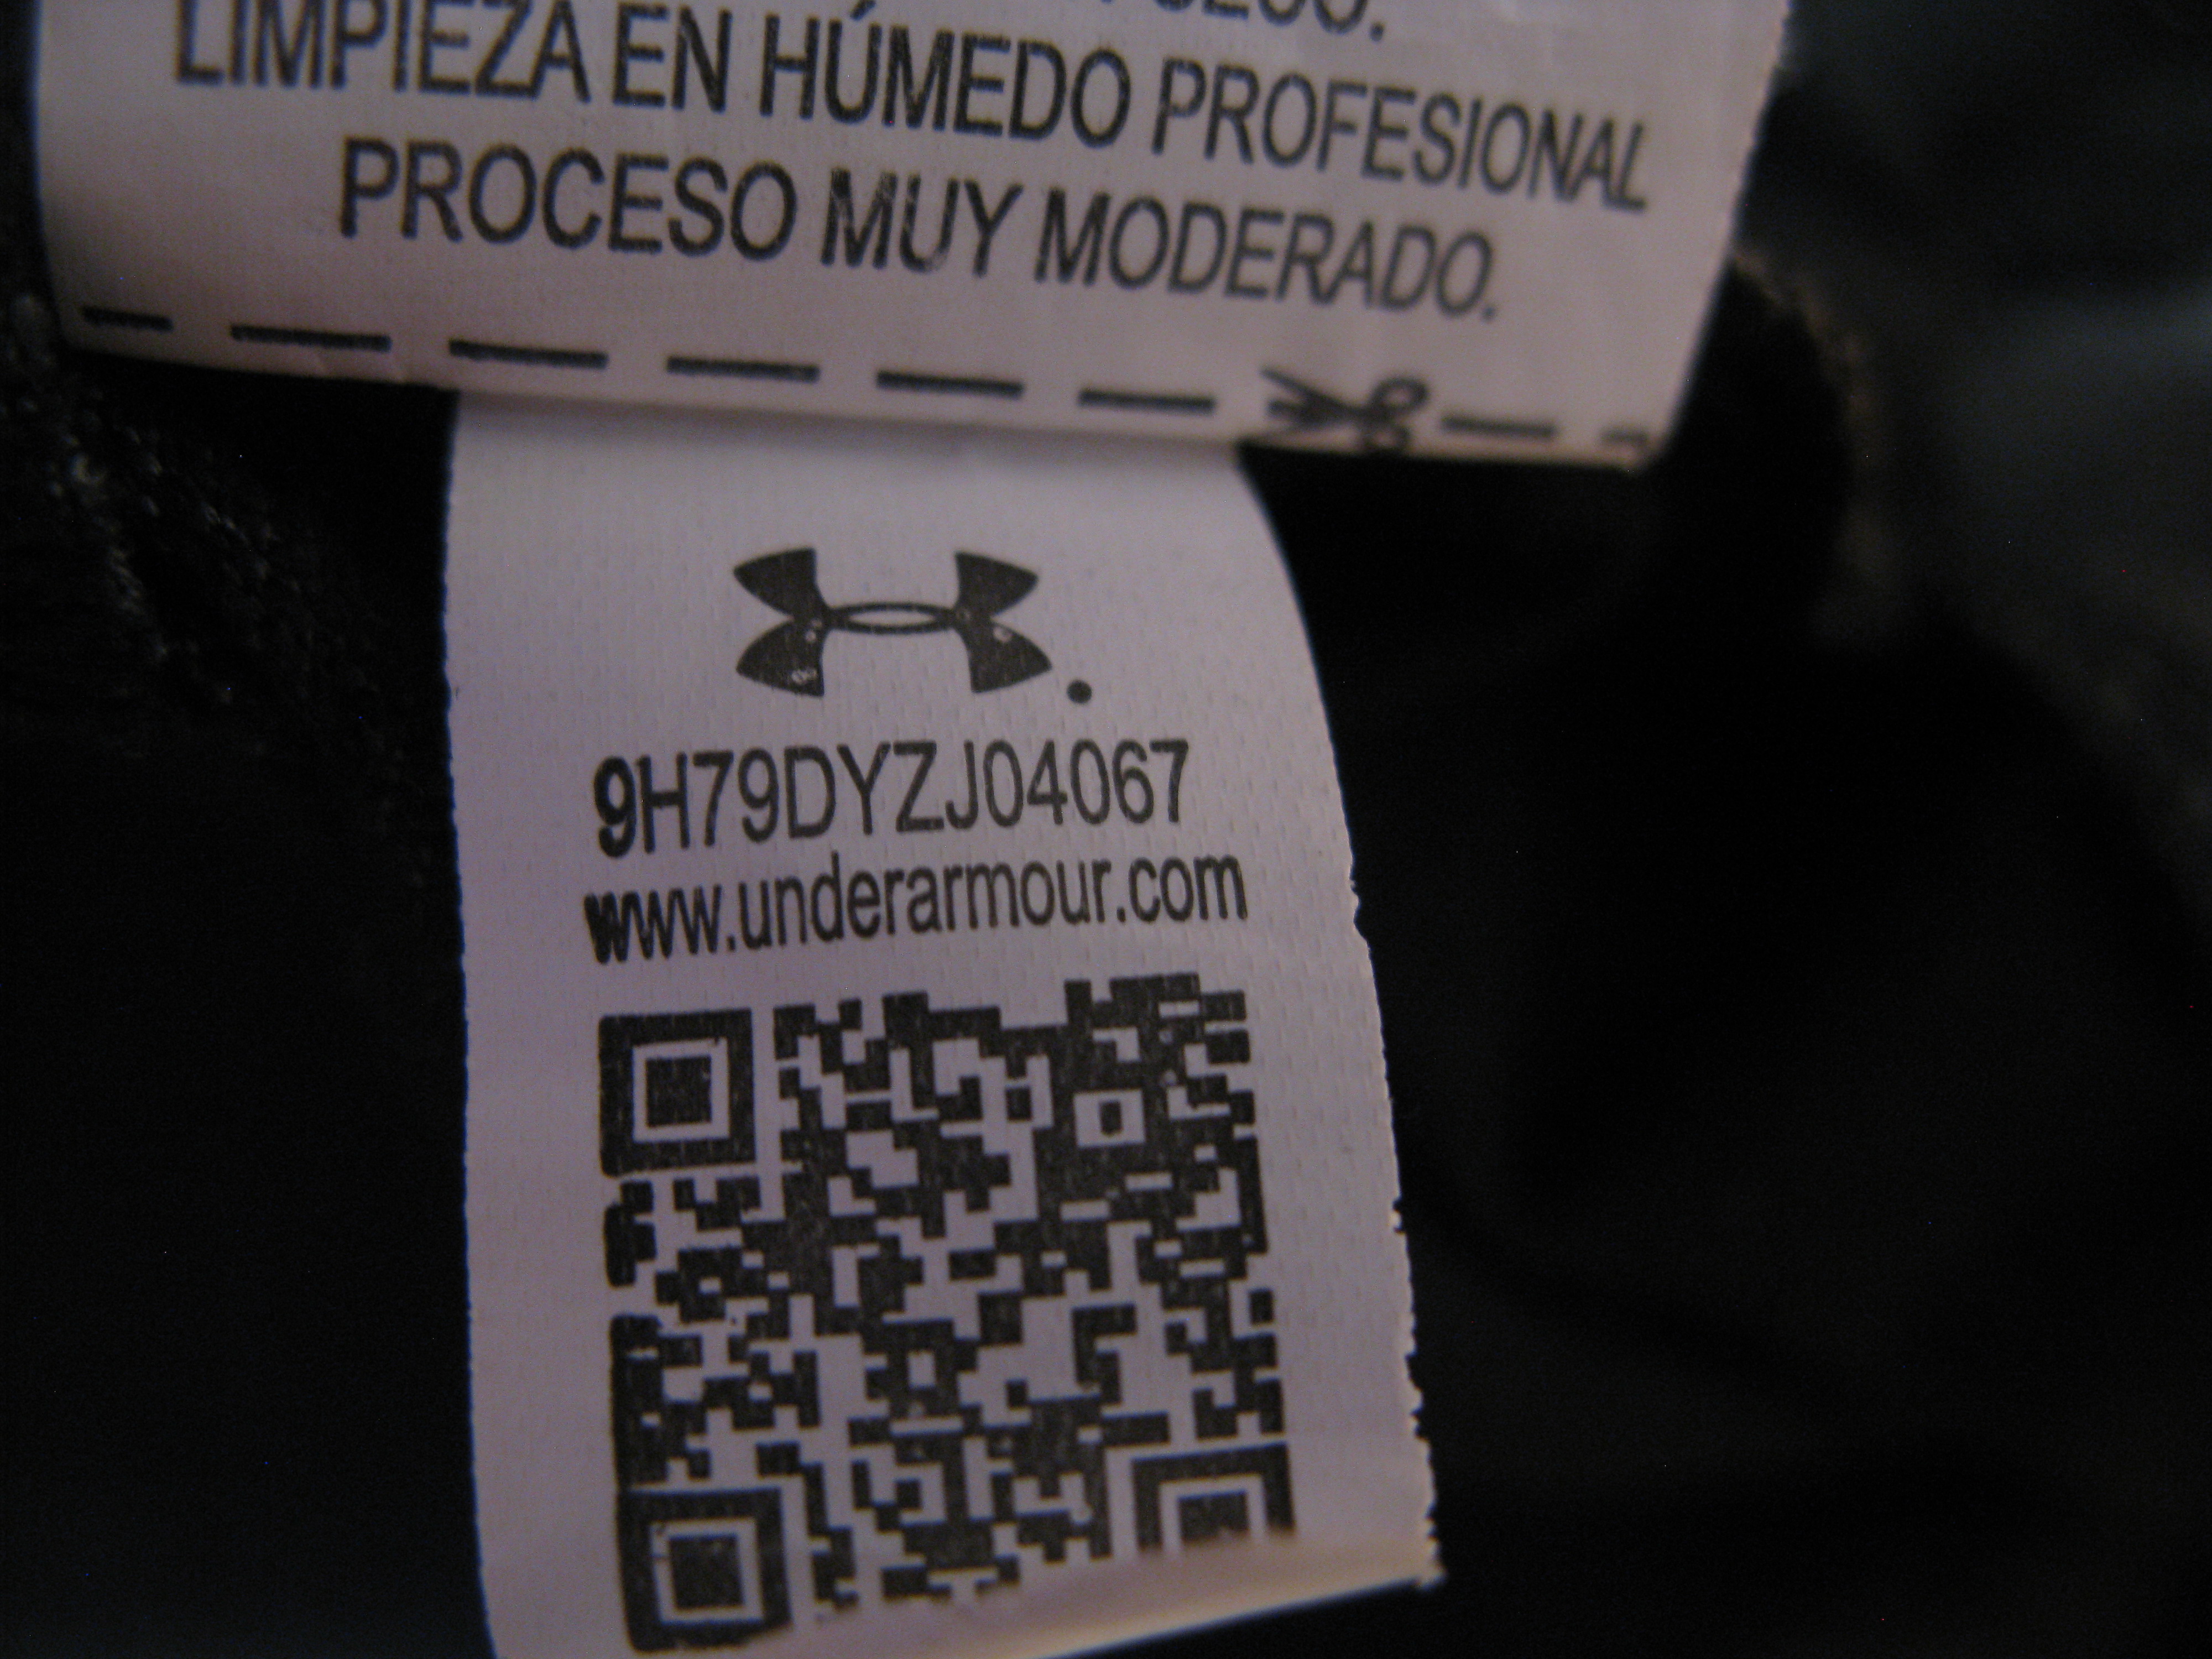 LIMPIEZA EN HÚMEDO PROFESIONAL
PROCESO MUY MODERADO.
9H79DYZJ04067
www.underarmour.com